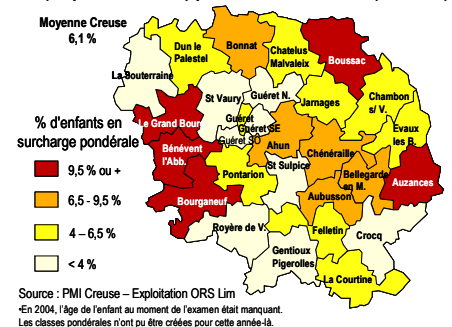 Moyenne Creuse
6,1 %
Dun le
Palestel
Bonnat
Chatelus
Malvaleix
Boussac
La Souterraine
St Vaury
Guéret N.
Jarnages
Chambon
s/ V.
Le Grand Bour
Guéret
Guéret SE
Guéret SO
Evaux
les B.
% d'enfants en
surcharge pondérale
9,5 % ou +
6,5 - 9,5 %
4 – 6,5 %
< 4 %
Bénévent
l'Abb.
Ahun
Chénéraille
Pontarion
St Sulpice
Bellegarde
en M.
Auzances
Bourganeuf
Aubusson
Royère de V.
Felletin
Crocq
Gentioux
Pigerolles
La Courtine
Source : PMI Creuse – Exploitation ORS Lim
•En 2004, l'âge de l'enfant au moment de l'examen était manquant.
Les classes pondérales n'ont pu être créées pour cette année-là.